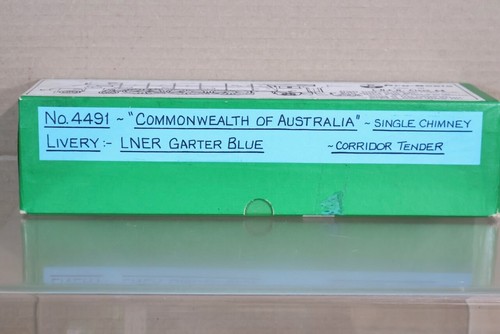 No. 4491 ~ "COMMONWEALTH OF AUSTRALIA" ~ SINGLE CHIMNEY
LIVERY :- LNER GARTER BLUE ~CORRIDOR TENDER